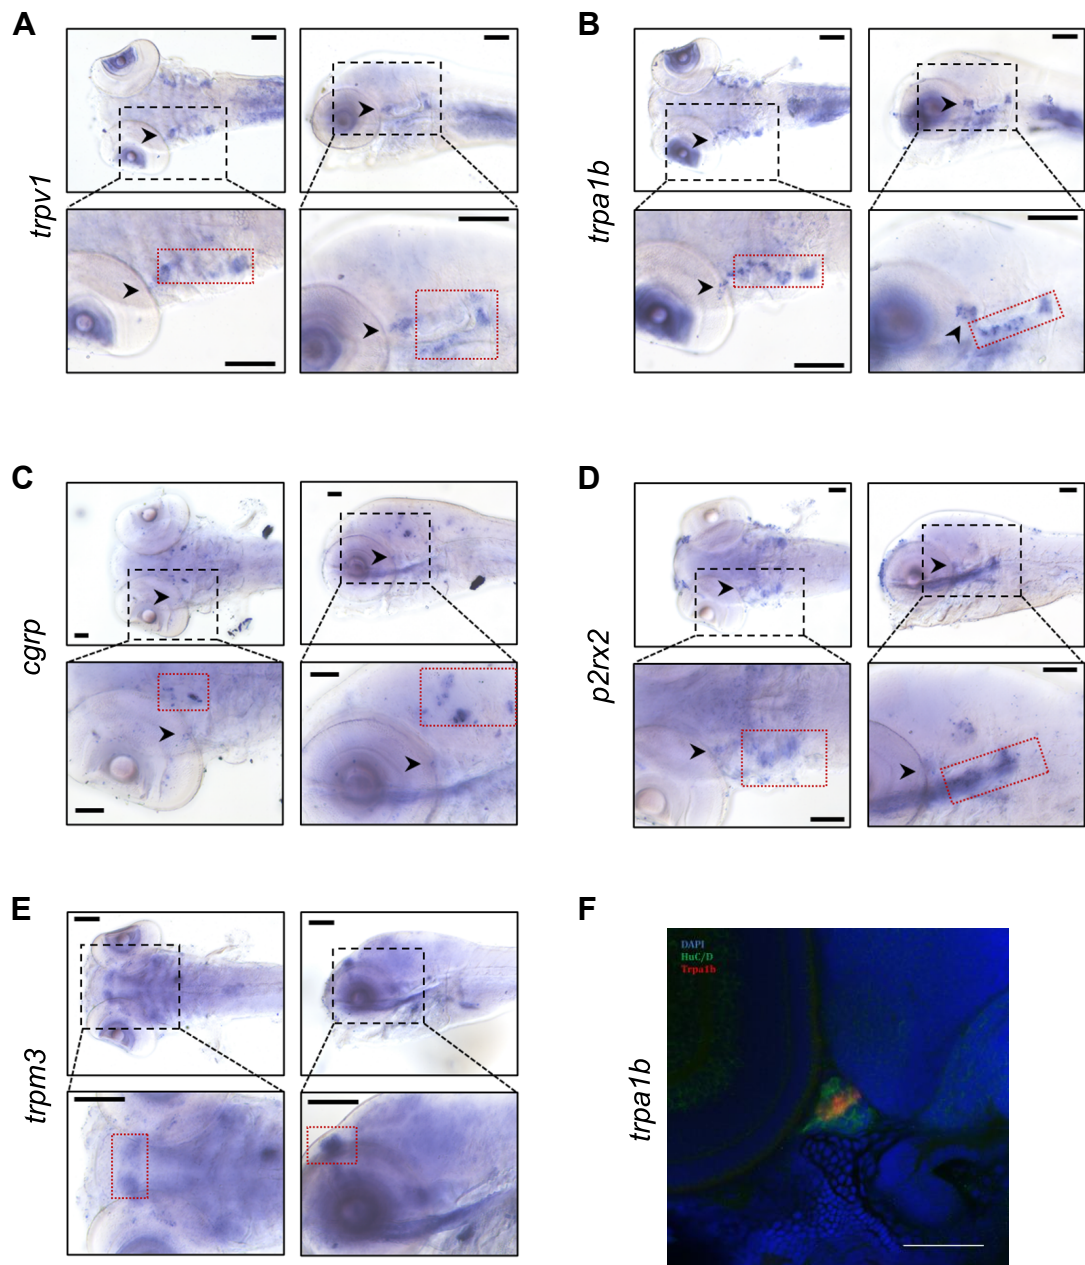 A
B
trpv1
trpa1b
C
D
cgrp
p2rx2
E
F
trpm3
trpa1b
DAPI
HuC/D
Trpa1b